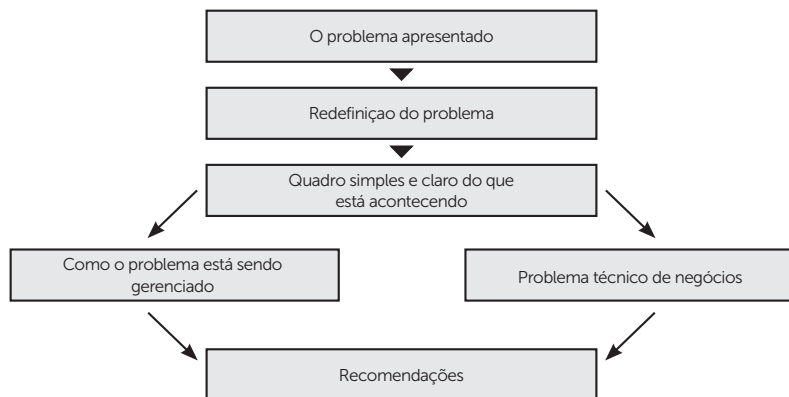 O problema apresentado
Redefiniçao do problema
Quadro simples e claro do que
está acontecendo
Como o problema está sendo
gerenciado
Problema técnico de negócios
Recomendações